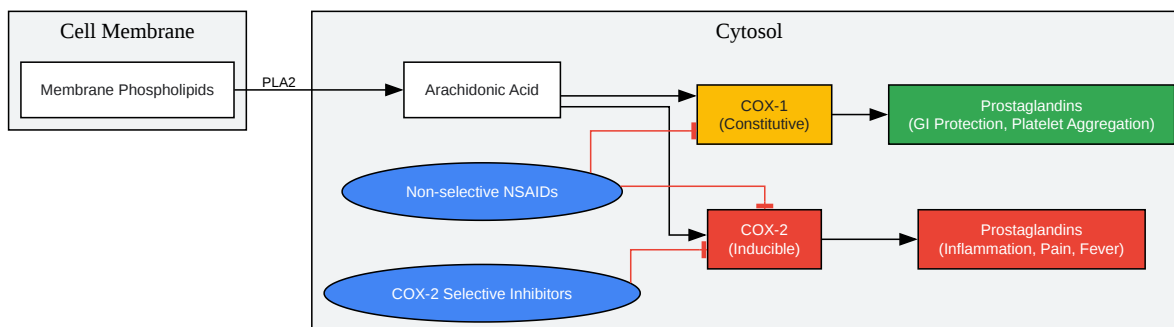 Cell Membrane
Membrane Phospholipids
PLA2
Cytosol
Arachidonic Acid
COX-1
(Constitutive)
Prostaglandins
(GI Protection, Platelet Aggregation)
Non-selective NSAIDs
COX-2
(Inducible)
Prostaglandins
(Inflammation, Pain, Fever)
COX-2 Selective Inhibitors